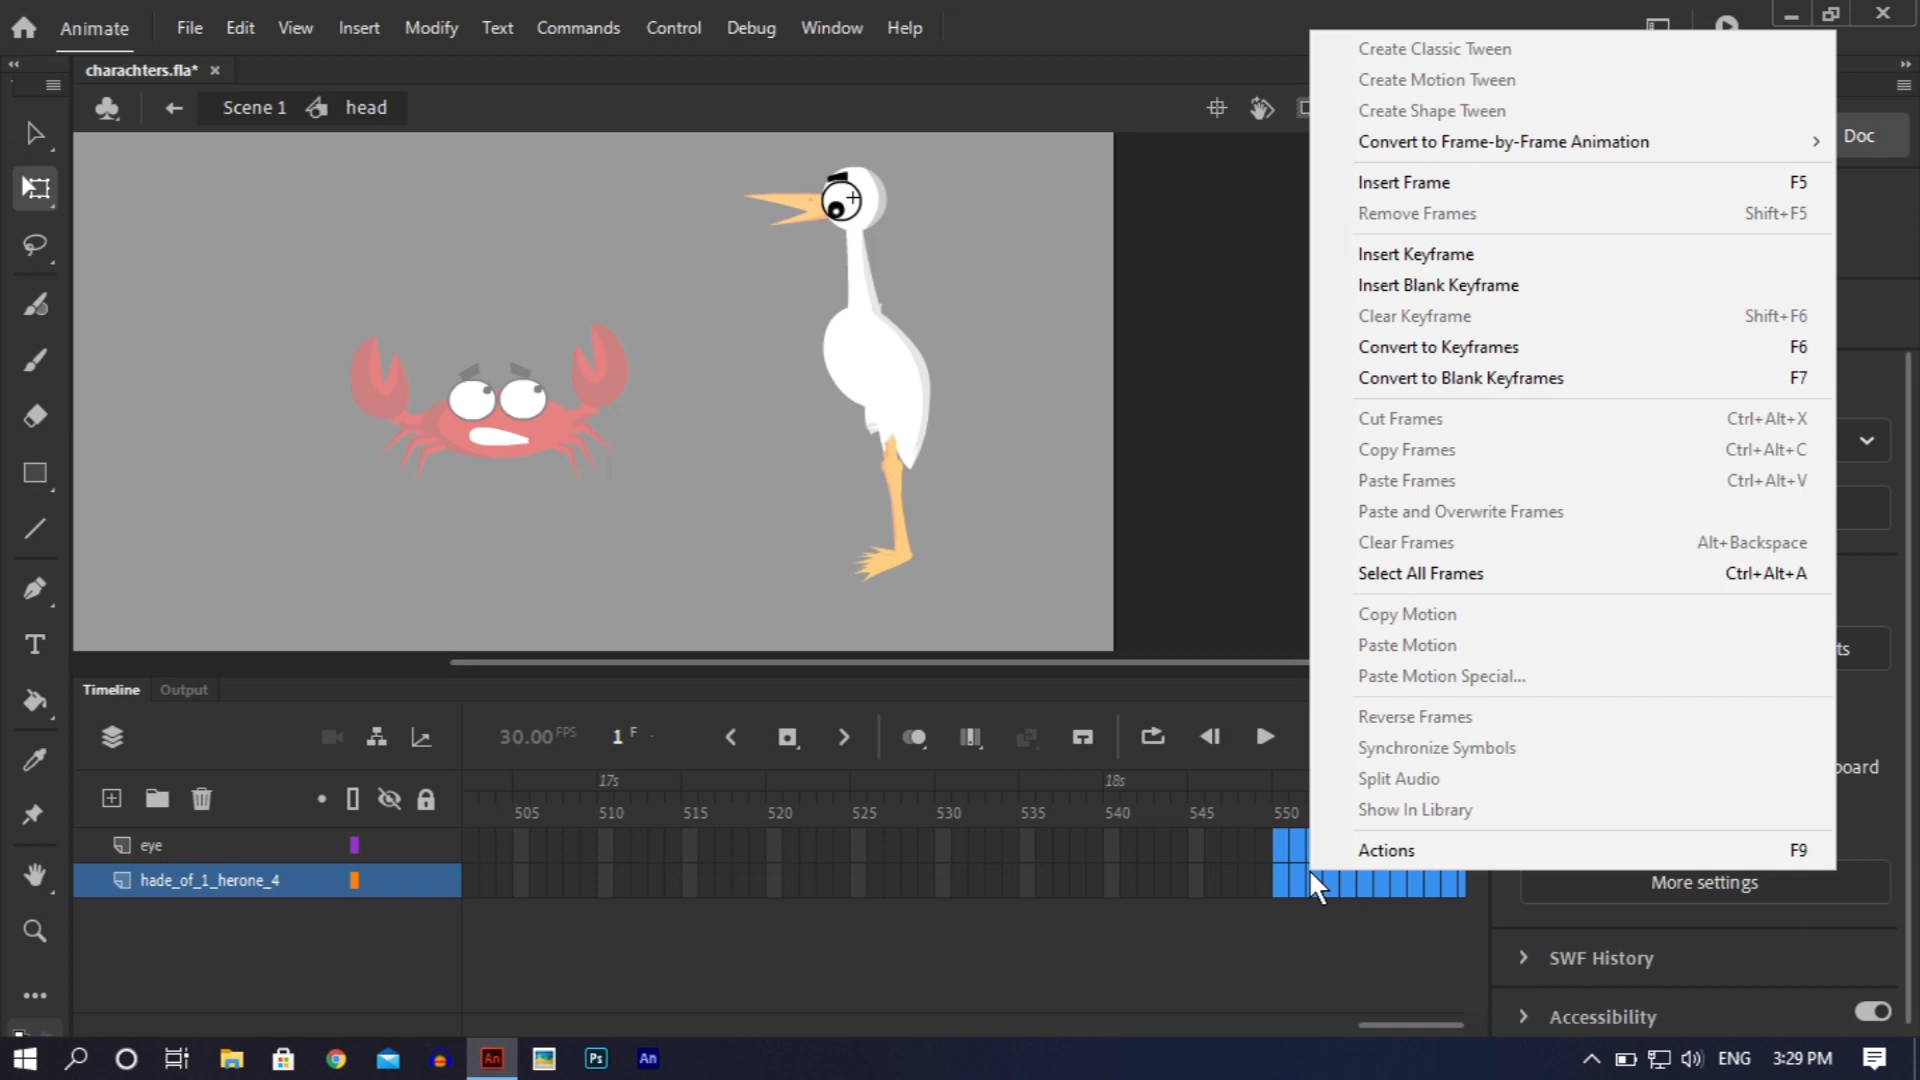 Animate File Edit View Insert Modify Text Commands Control Debug Window Help
charachters.fla*
Scene 1 head
Doc
Create Classic Tween
Create Motion Tween
Create Shape Tween
Convert to Frame-by-Frame Animation
Insert Frame F5
Remove Frames Shift+F5
Insert Keyframe
Insert Blank Keyframe
Clear Keyframe Shift+F6
Convert to Keyframes F6
Convert to Blank Keyframes F7
Cut Frames Ctrl+Alt+X
Copy Frames Ctrl+Alt+C
Paste Frames Ctrl+Alt+V
Paste and Overwrite Frames
Clear Frames Alt+Backspace
Select All Frames Ctrl+Alt+A
Copy Motion
Paste Motion
Paste Motion Special...
Reverse Frames
Synchronize Symbols
Split Audio
Show In Library
Actions F9
ts
board
Timeline Output
30.00 FPS 1 F
17s 18s
505 510 515 520 525 530 535 540 545 550
eye
hade_of_1_herone_4
More settings
SWF History
Accessibility
An Ps An ENG 3:29 PM